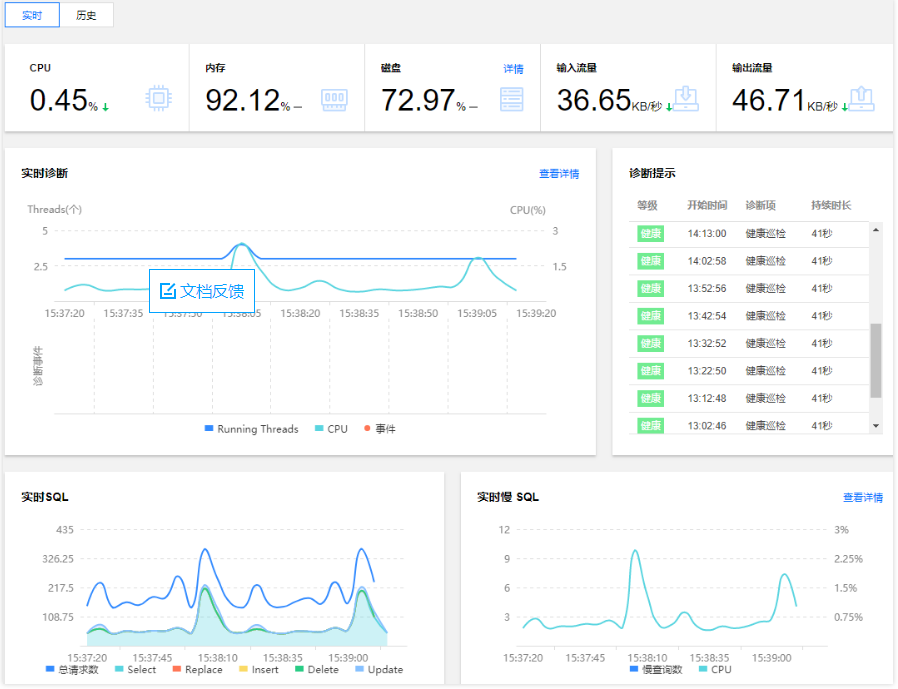 实时 历史
CPU 内存 磁盘 详情 输入流量 输出流量
0.45% 92.12% 72.97% 36.65KB/秒 46.71KB/秒
实时诊断 查看详情
Threads(个) CPU(%)
5 3
2.5 1.5
文档反馈
15:37:20 15:37:35 15:37:50 15:38:05 15:38:20 15:38:35 15:38:50 15:39:05 15:39:20
诊断事件
Running Threads CPU 事件
诊断提示
等级 开始时间 诊断项 持续时长
健康 14:13:00 健康巡检 41秒
健康 14:02:58 健康巡检 41秒
健康 13:52:56 健康巡检 41秒
健康 13:42:54 健康巡检 41秒
健康 13:32:52 健康巡检 41秒
健康 13:22:50 健康巡检 41秒
健康 13:12:48 健康巡检 41秒
健康 13:02:46 健康巡检 41秒
实时SQL
435
326.25
217.5
108.75
15:37:20 15:37:45 15:38:10 15:38:35 15:39:00
总请求数 Select Replace Insert Delete Update
实时慢 SQL 查看详情
12 3%
9 2.25%
6 1.5%
3 0.75%
15:37:20 15:37:45 15:38:10 15:38:35 15:39:00
慢查询数 CPU